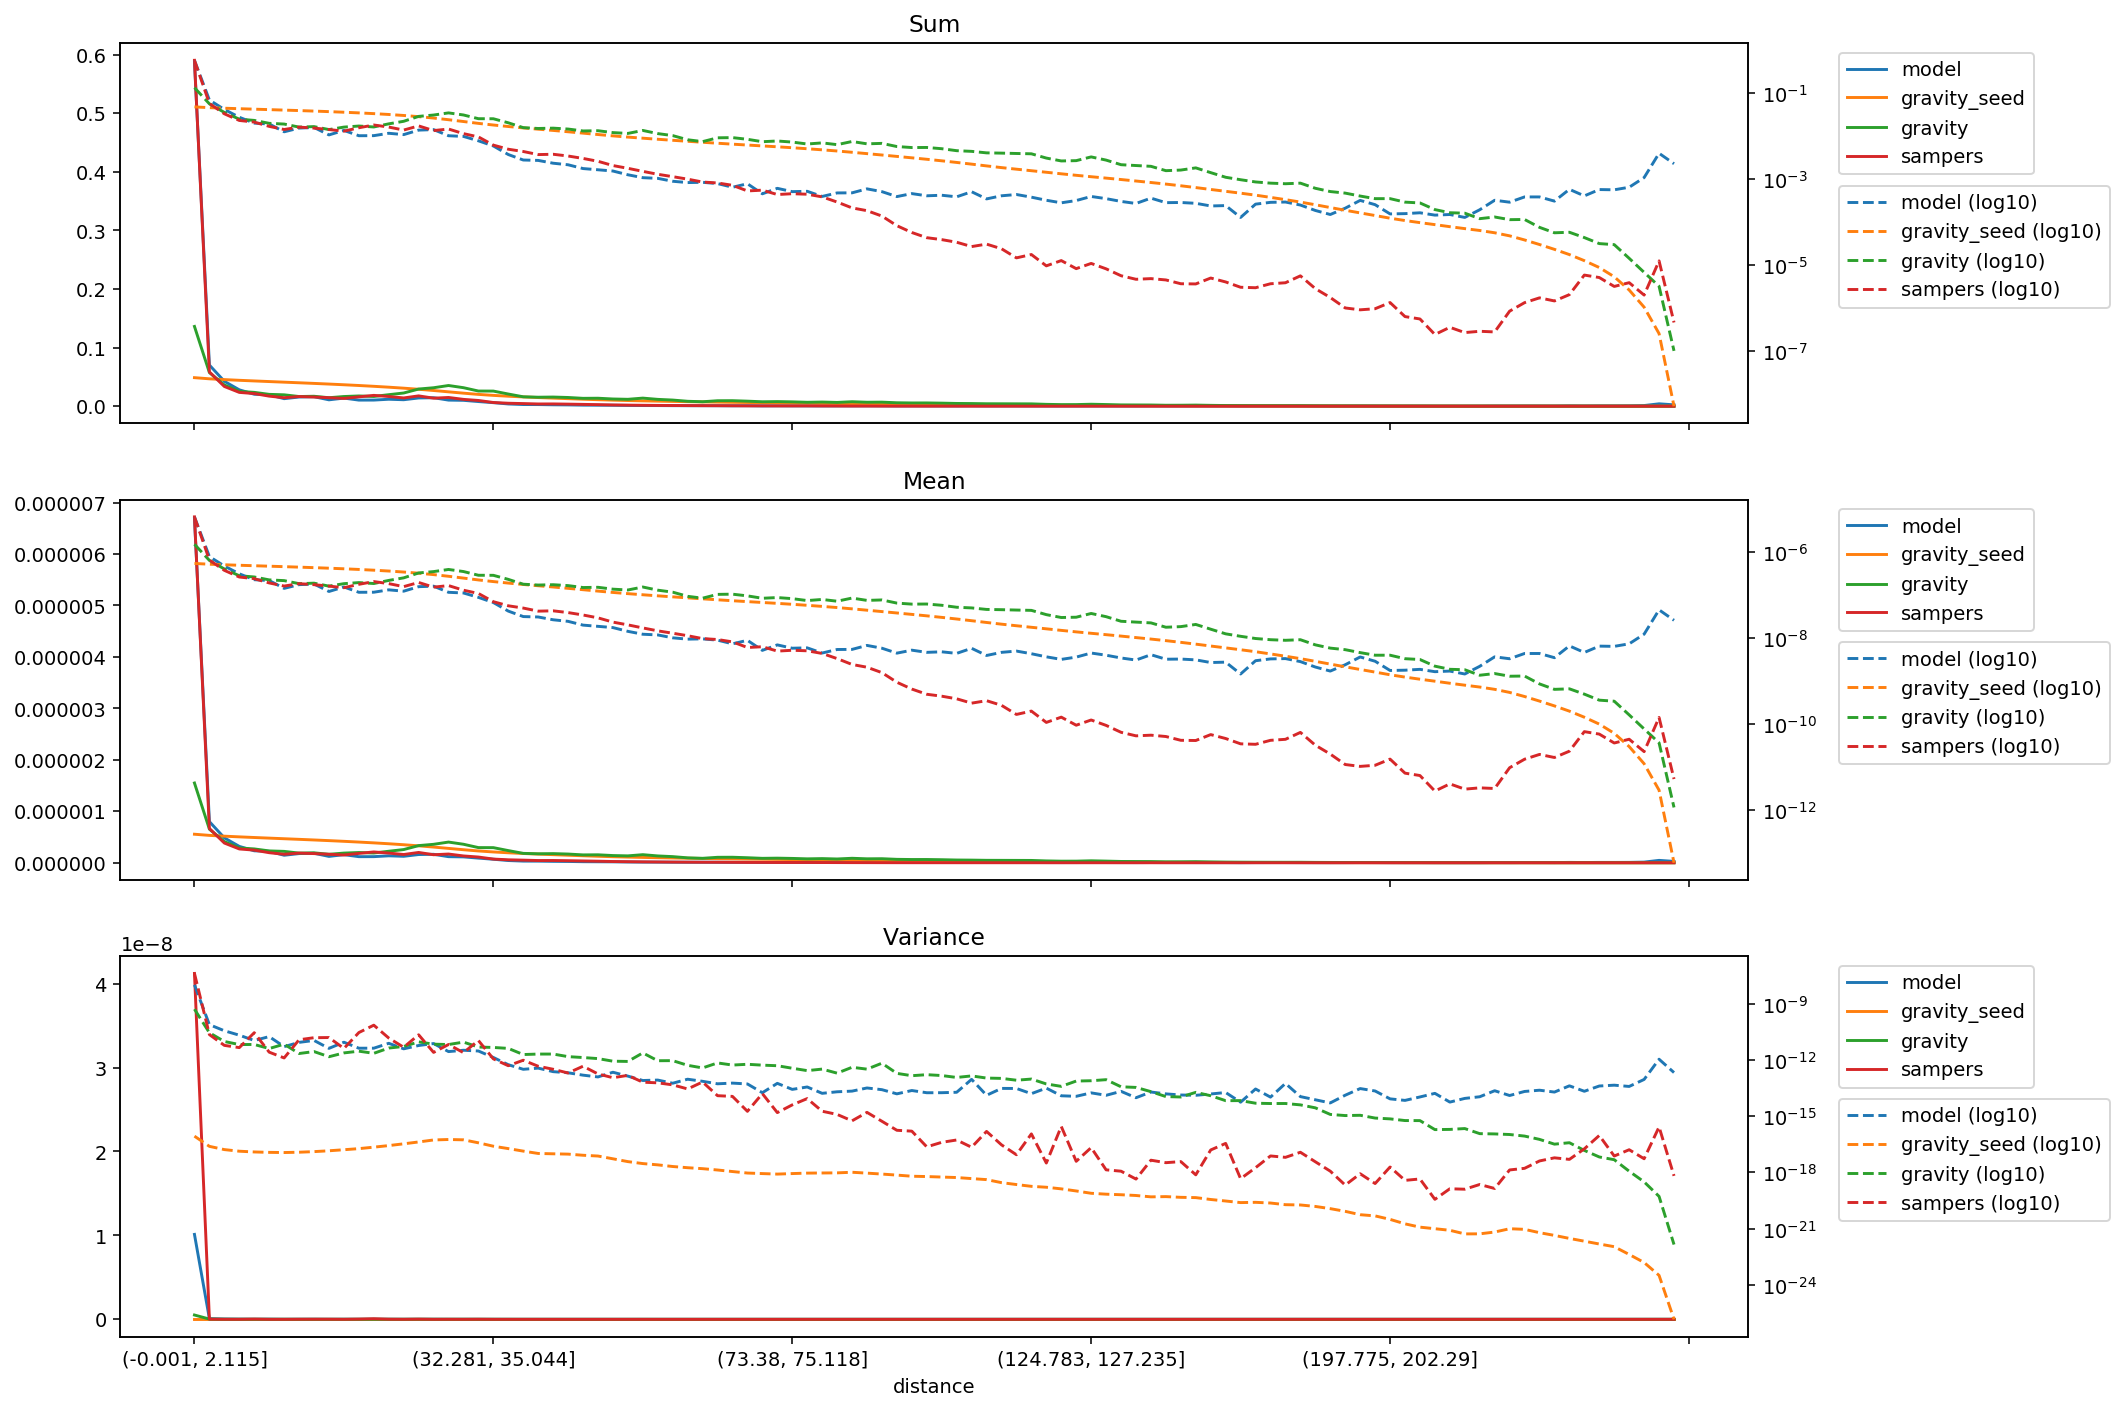 Sum
0.6
0.5
0.4
0.3
0.2
0.1
0.0
10⁻¹
10⁻³
10⁻⁵
10⁻⁷
model
gravity_seed
gravity
sampers
model (log10)
gravity_seed (log10)
gravity (log10)
sampers (log10)
Mean
0.000007
0.000006
0.000005
0.000004
0.000003
0.000002
0.000001
0.000000
10⁻⁶
10⁻⁸
10⁻¹⁰
10⁻¹²
model
gravity_seed
gravity
sampers
model (log10)
gravity_seed (log10)
gravity (log10)
sampers (log10)
Variance
1e−8
4
3
2
1
0
10⁻⁹
10⁻¹²
10⁻¹⁵
10⁻¹⁸
10⁻²¹
10⁻²⁴
model
gravity_seed
gravity
sampers
model (log10)
gravity_seed (log10)
gravity (log10)
sampers (log10)
(-0.001, 2.115] (32.281, 35.044] (73.38, 75.118] (124.783, 127.235] (197.775, 202.29]
distance